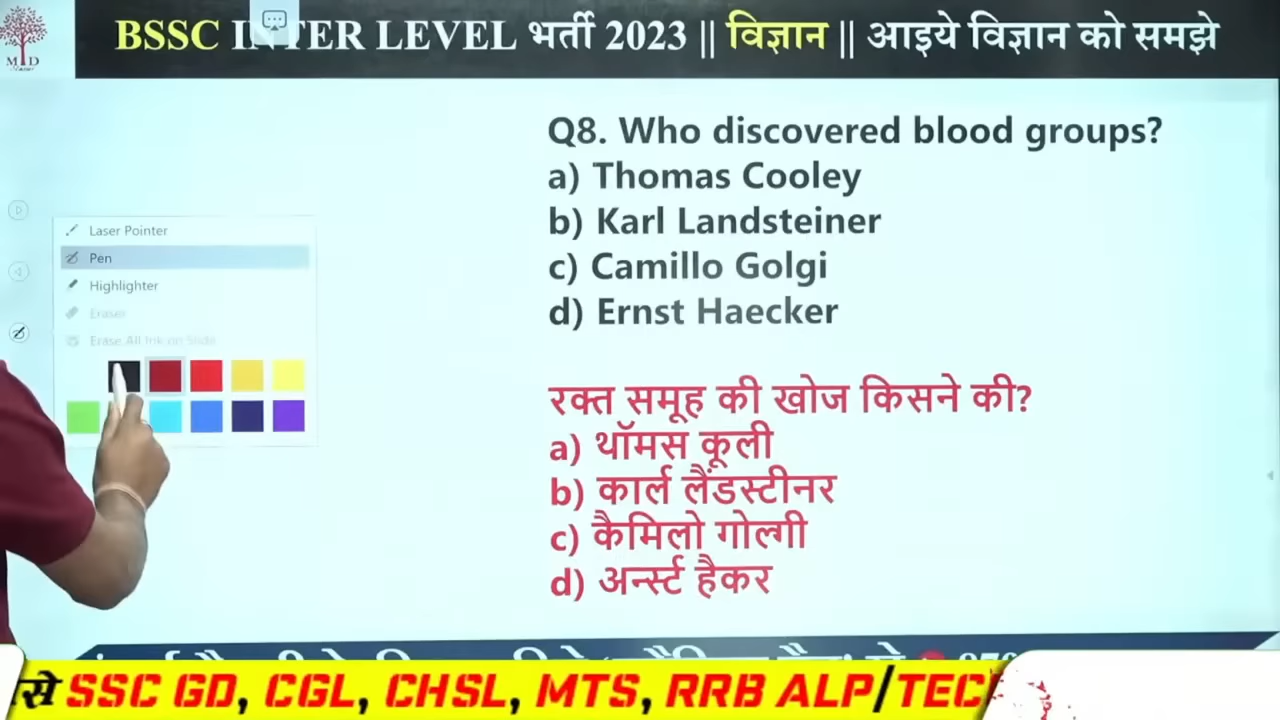 BSSC INTER LEVEL भर्ती 2023 || विज्ञान || आइये विज्ञान को समझे
Q8. Who discovered blood groups?
a) Thomas Cooley
b) Karl Landsteiner
c) Camillo Golgi
d) Ernst Haecker
Laser Pointer
Pen
Highlighter
Eraser
Erase All Ink on Slide
रक्त समूह की खोज किसने की?
a) थॉमस कूली
b) कार्ल लैंडस्टीनर
c) कैमिलो गोल्गी
d) अर्न्स्ट हैकर
से SSC GD, CGL, CHSL, MTS, RRB ALP/TEC